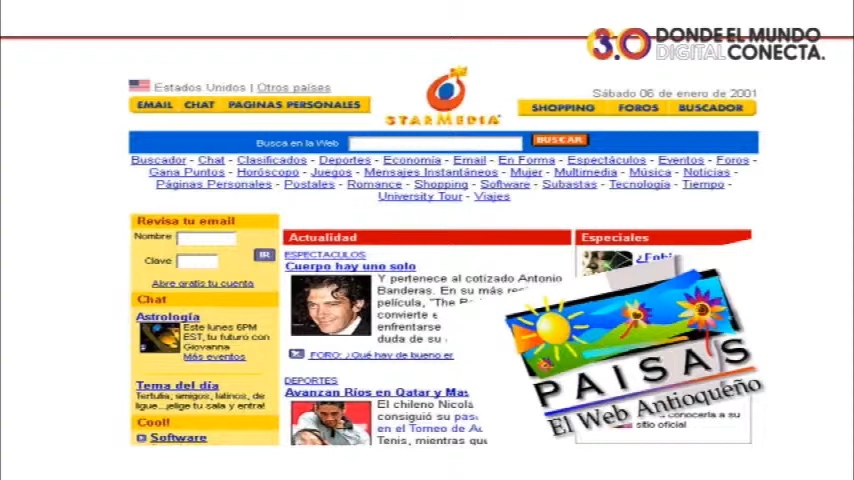 3.0 DONDE EL MUNDO
DIGITAL CONECTA.
Estados Unidos | Otros países
Sábado 06 de enero de 2001
EMAIL CHAT PAGINAS PERSONALES
STARMEDIA
SHOPPING FOROS BUSCADOR
Busca en la Web
BUSCAR
Buscador - Chat - Clasificados - Deportes - Economía - Email - En Forma - Espectáculos - Eventos - Foros
Gana Puntos - Horóscopo - Juegos - Mensajes Instantáneos - Mujer - Multimedia - Música - Noticias -
Páginas Personales - Postales - Romance - Shopping - Software - Subastas - Tecnología - Tiempo -
University Tour - Viajes
Revisa tu email
Nombre
Clave
IR
Abre gratis tu cuenta
Chat
Astrología
Este lunes 6PM
EST, tu futuro con
Giovanna
Más eventos
Tema del día
Tertulia, amigos, latinos, de
ligue...¡elige tu sala y entra!
Cool!
Software
Actualidad
ESPECTACULOS
Cuerpo hay uno solo
Y pertenece al cotizado Antonio
Banderas. En su más
película, "The
convierte
enfrentarse
duda de su
FORO: ¿Qué hay de bueno er
DEPORTES
Avanzan Ríos en Qatar y Mas
El chileno Nicola
consiguió su pas
en el Torneo de
Tenis, mientras que
Especiales
PAISAS
El Web Antioqueño
conocerla a su
sitio oficial